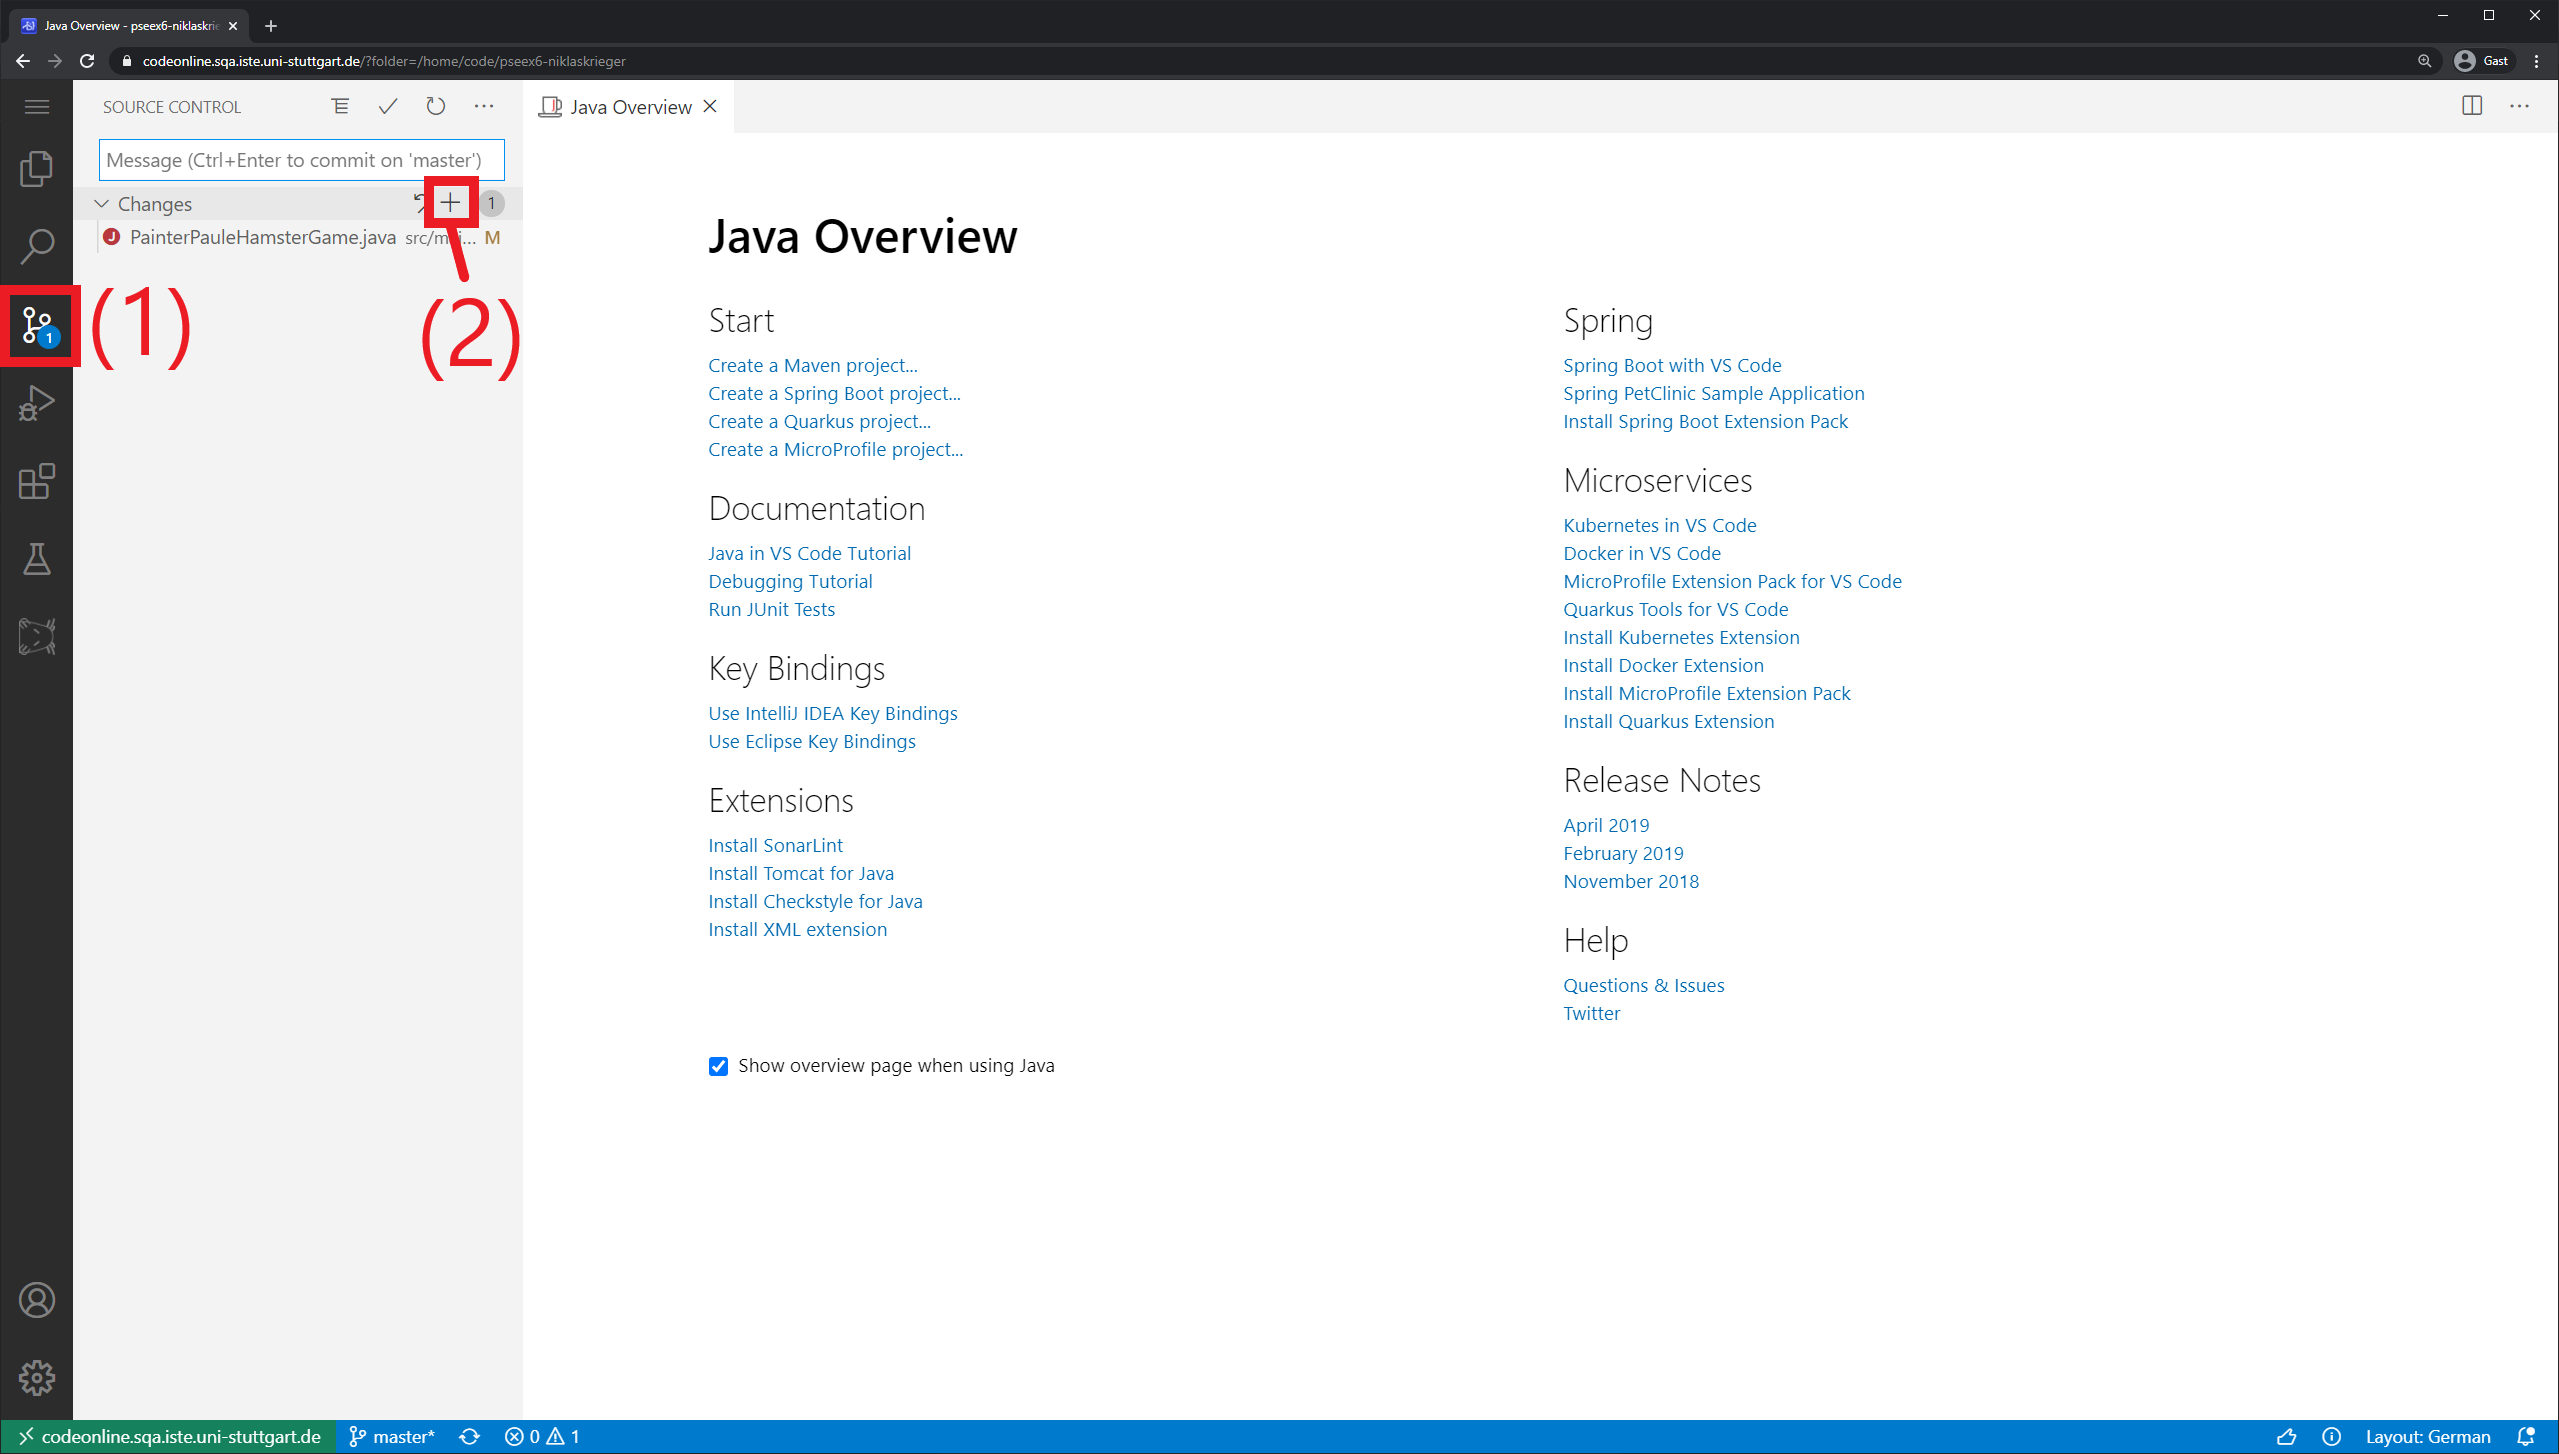 Java Overview - pseex6-niklaskrie
codeonline.sqa.iste.uni-stuttgart.de/?folder=/home/code/pseex6-niklaskrieger
Gast
SOURCE CONTROL
Java Overview
Message (Ctrl+Enter to commit on 'master')
Changes
1
J PainterPauleHamsterGame.java src/m... M
1
(1)
(2)
Java Overview
Start
Create a Maven project...
Create a Spring Boot project...
Create a Quarkus project...
Create a MicroProfile project...
Documentation
Java in VS Code Tutorial
Debugging Tutorial
Run JUnit Tests
Key Bindings
Use IntelliJ IDEA Key Bindings
Use Eclipse Key Bindings
Extensions
Install SonarLint
Install Tomcat for Java
Install Checkstyle for Java
Install XML extension
Spring
Spring Boot with VS Code
Spring PetClinic Sample Application
Install Spring Boot Extension Pack
Microservices
Kubernetes in VS Code
Docker in VS Code
MicroProfile Extension Pack for VS Code
Quarkus Tools for VS Code
Install Kubernetes Extension
Install Docker Extension
Install MicroProfile Extension Pack
Install Quarkus Extension
Release Notes
April 2019
February 2019
November 2018
Help
Questions & Issues
Twitter
Show overview page when using Java
codeonline.sqa.iste.uni-stuttgart.de
master*
0
1
Layout: German